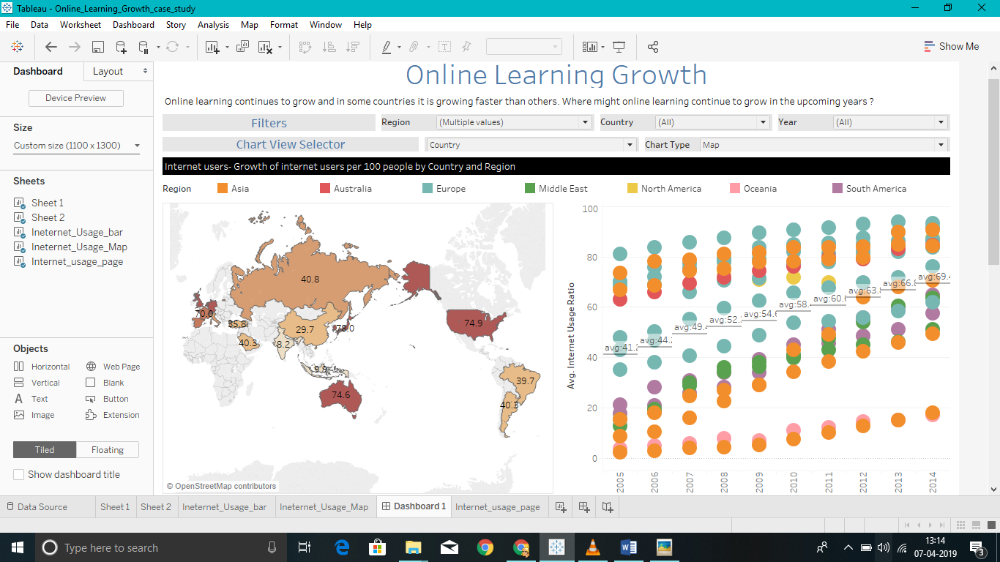 Tableau - Online_Learning_Growth_case_study
File Data Worksheet Dashboard Story Analysis Map Format Window Help
Show Me
Dashboard Layout
Device Preview
Size
Custom size (1100 x 1300)
Sheets
Sheet 1
Sheet 2
Ineternet_Usage_bar
Ineternet_Usage_Map
Internet_usage_page
Objects
Horizontal Web Page
Vertical Blank
A Text Button
Image Extension
Tiled Floating
Show dashboard title
Online Learning Growth
Online learning continues to grow and in some countries it is growing faster than others. Where might online learning continue to grow in the upcoming years ?
Filters Region (Multiple values) Country (All) Year (All)
Chart View Selector Country Chart Type Map
Internet users- Growth of internet users per 100 people by Country and Region
Region Asia Australia Europe Middle East North America Oceania South America
40.8
70.0
35.8
29.7
78.0
40.3
8.2
9.9
74.6
74.9
39.7
40.3
© OpenStreetMap contributors
Avg. Internet Usage Ratio
100
80
60
40
20
0
avg:41.2
avg:44.2
avg:49.4
avg:52.
avg:54.6
avg:58.
avg:60.6
avg:63.8
avg:66.8
avg:69.4
2005 2006 2007 2008 2009 2010 2011 2012 2013 2014
Data Source Sheet 1 Sheet 2 Ineternet_Usage_bar Ineternet_Usage_Map Dashboard 1 Internet_usage_page
Type here to search
13:14
07-04-2019
3